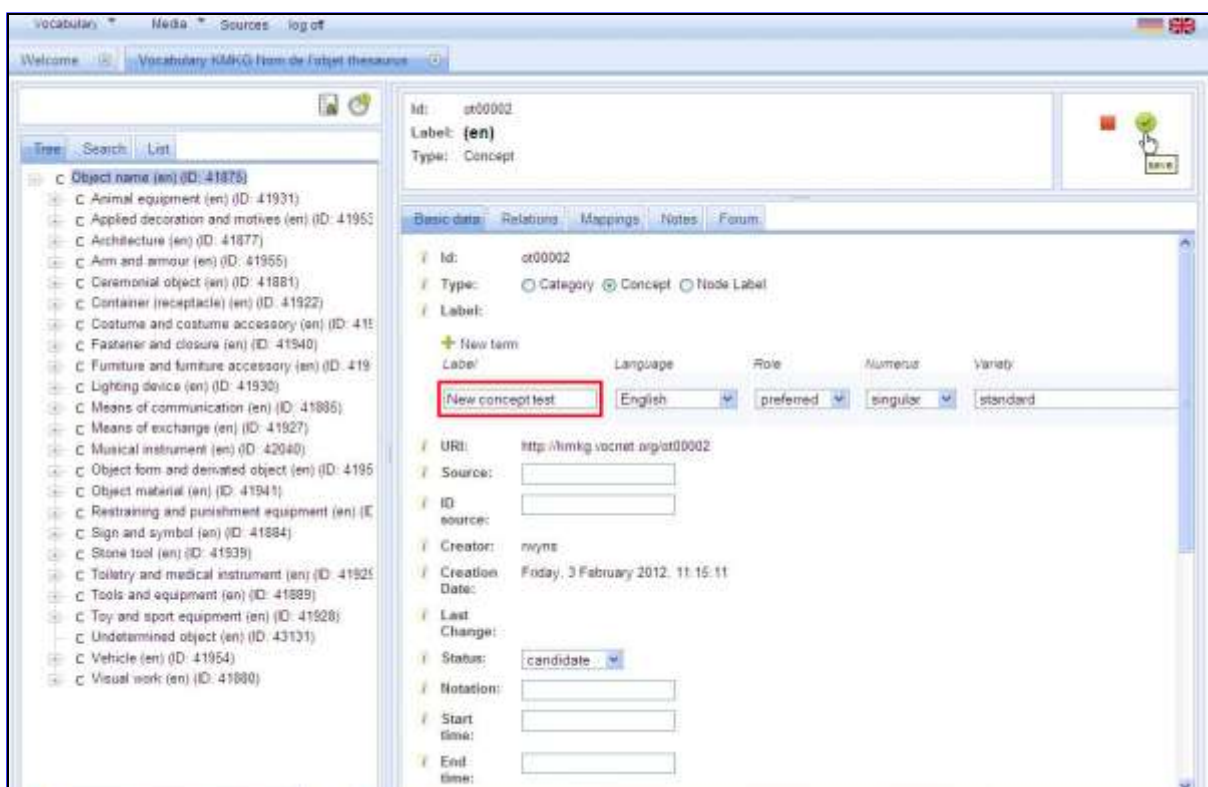 Vocabulary Media Sources log off
Welcome Vocabulary KMKG Nom de l'objet thesaurus
Tree Search List
C Object name (en) (ID: 41875)
C Animal equipment (en) (ID: 41931)
C Applied decoration and motives (en) (ID: 41953
C Architecture (en) (ID: 41877)
C Arm and armour (en) (ID: 41955)
C Ceremonial object (en) (ID: 41881)
C Container (receptacle) (en) (ID: 41922)
C Costume and costume accessory (en) (ID: 419
C Fastener and closure (en) (ID: 41940)
C Furniture and furniture accessory (en) (ID: 419
C Lighting device (en) (ID: 41930)
C Means of communication (en) (ID: 41885)
C Means of exchange (en) (ID: 41927)
C Musical instrument (en) (ID: 42040)
C Object form and derivated object (en) (ID: 4195
C Object material (en) (ID: 41941)
C Restraining and punishment equipment (en) (ID
C Sign and symbol (en) (ID: 41884)
C Stone tool (en) (ID: 41939)
C Toiletry and medical instrument (en) (ID: 41929
C Tools and equipment (en) (ID: 41889)
C Toy and sport equipment (en) (ID: 41928)
C Undetermined object (en) (ID: 43131)
C Vehicle (en) (ID: 41954)
C Visual work (en) (ID: 41880)
Id: ot00002
Label: (en)
Type: Concept
save
Basic data Relations Mappings Notes Forum
i Id: ot00002
i Type: Category Concept Node Label
i Label:
New term
Label Language Role Numerus Variety
New concept test English preferred singular standard
i URI: http://kmkg.vocnet.org/ot00002
i Source:
i ID source:
i Creator: rwyns
i Creation Date: Friday, 3 February 2012, 11:15:11
i Last Change:
i Status: candidate
i Notation:
i Start time:
i End time: